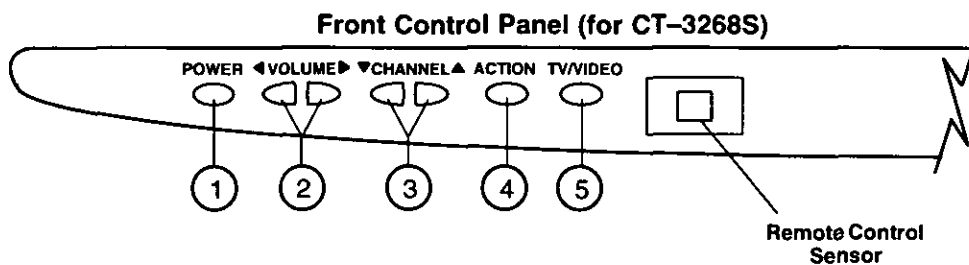 Front Control Panel (for CT–3268S)
POWER ◀VOLUME▶ ▼CHANNEL▲ ACTION TV/VIDEO
1 2 3 4 5
Remote Control
Sensor